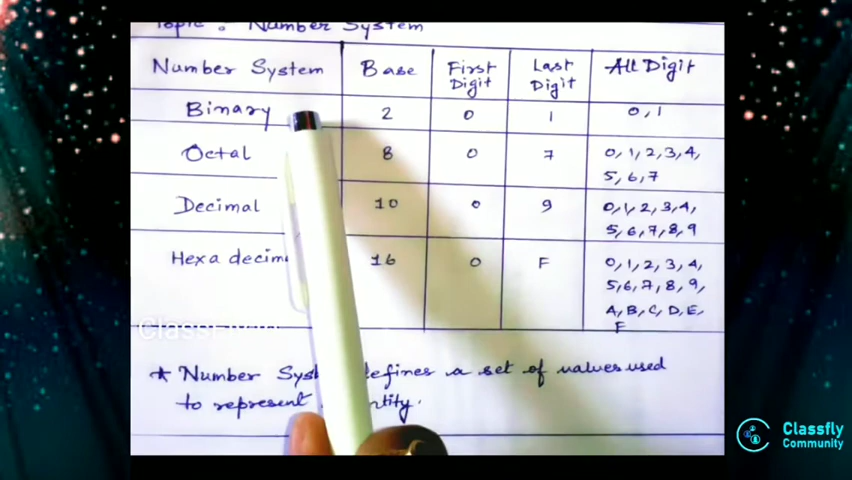 Topic : Number System
Number System Base First Digit Last Digit All Digit
Binary 2 0 1 0,1
Octal 8 0 7 0,1,2,3,4,
5,6,7
Decimal 10 0 9 0,1,2,3,4,
5,6,7,8,9
Hexa decim 16 0 F 0,1,2,3,4,
5,6,7,8,9,
A,B,C,D,E,
F
* Number Sys defines a set of values used
to represent ntity.
Classfly
Community